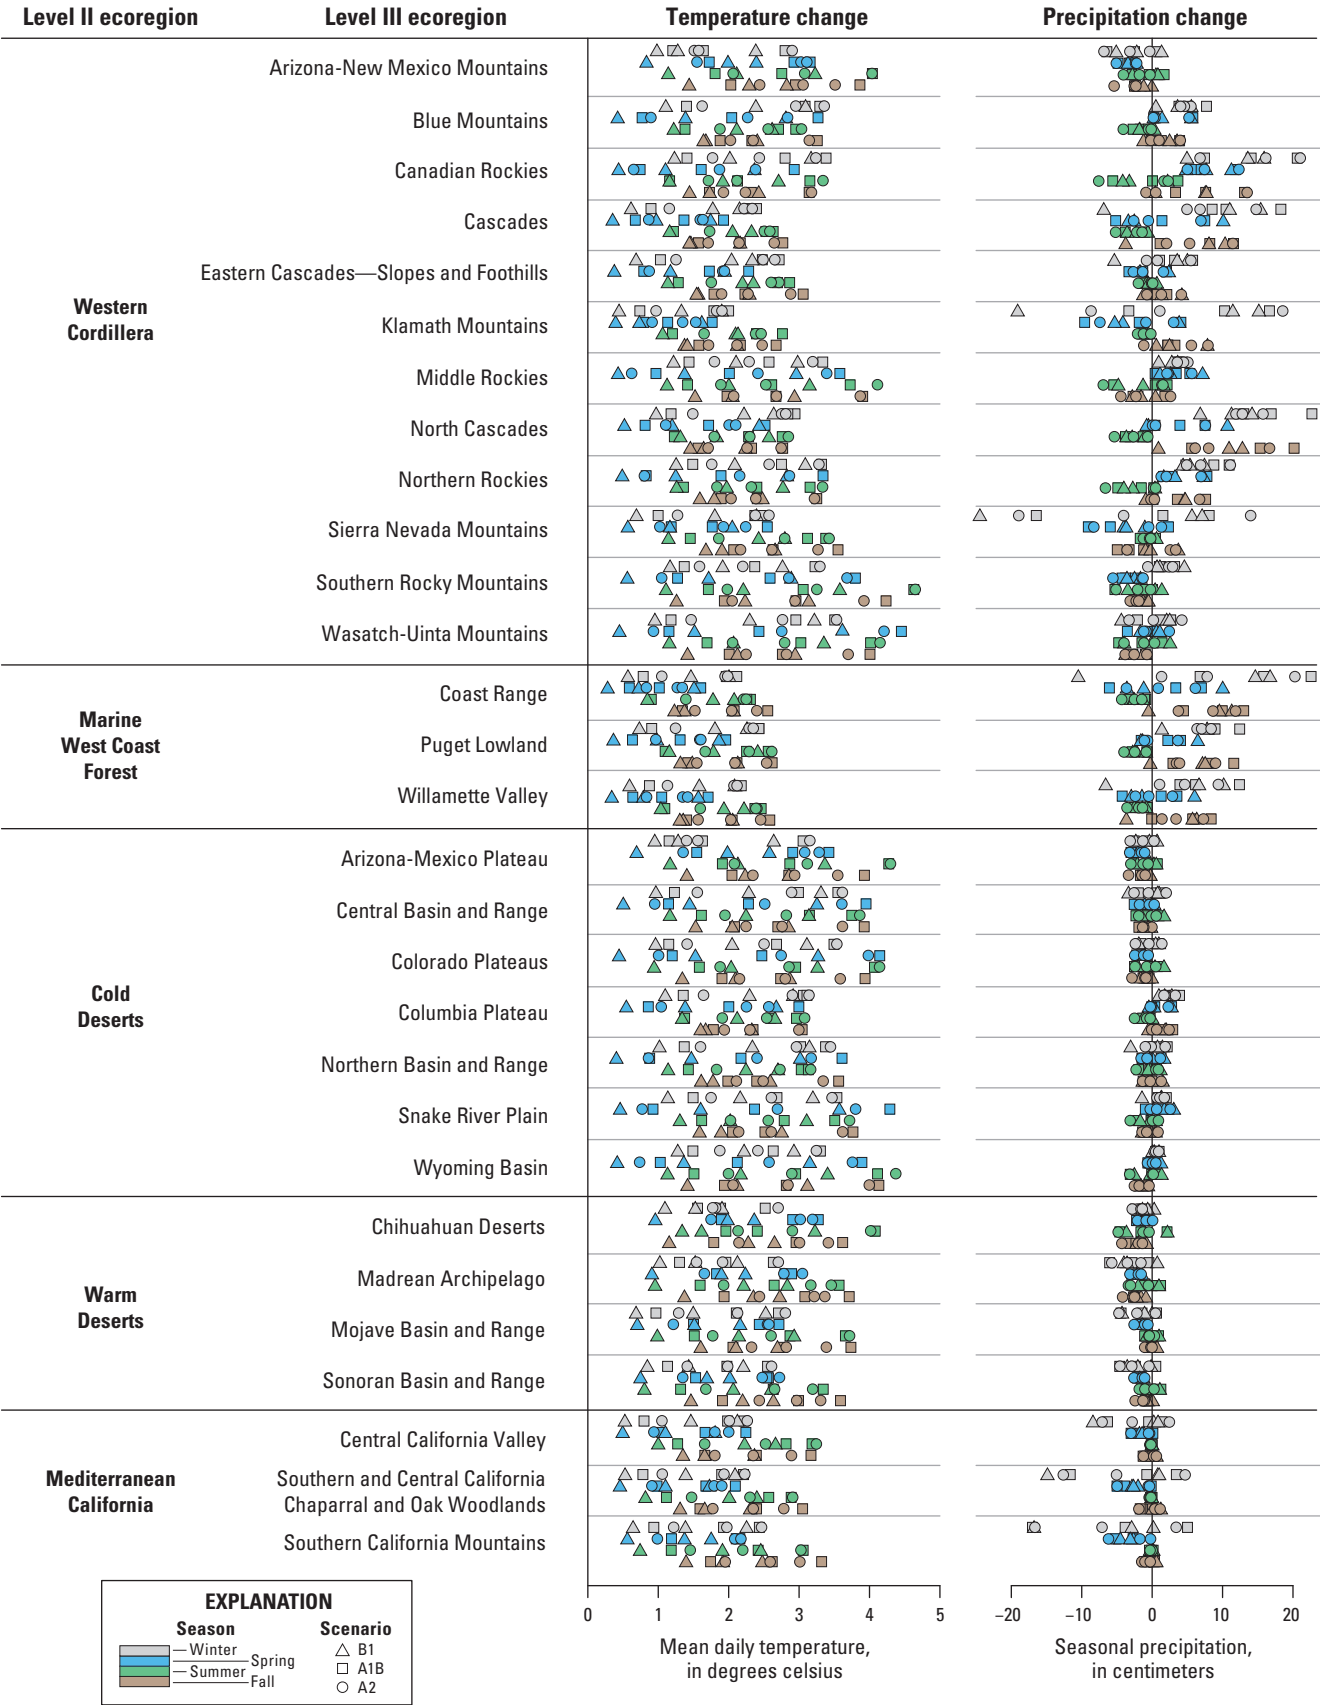 Level II ecoregion Level III ecoregion Temperature change Precipitation change
Arizona-New Mexico Mountains
Blue Mountains
Canadian Rockies
Cascades
Eastern Cascades—Slopes and Foothills
Western
Cordillera
Klamath Mountains
Middle Rockies
North Cascades
Northern Rockies
Sierra Nevada Mountains
Southern Rocky Mountains
Wasatch-Uinta Mountains
Marine
West Coast
Forest
Coast Range
Puget Lowland
Willamette Valley
Cold
Deserts
Arizona-Mexico Plateau
Central Basin and Range
Colorado Plateaus
Columbia Plateau
Northern Basin and Range
Snake River Plain
Wyoming Basin
Warm
Deserts
Chihuahuan Deserts
Madrean Archipelago
Mojave Basin and Range
Sonoran Basin and Range
Mediterranean
California
Central California Valley
Southern and Central California
Chaparral and Oak Woodlands
Southern California Mountains
0 1 2 3 4 5
Mean daily temperature,
in degrees celsius
−20 −10 0 10 20
Seasonal precipitation,
in centimeters
EXPLANATION
Season Scenario
Winter
Spring
Summer
Fall
B1
A1B
A2